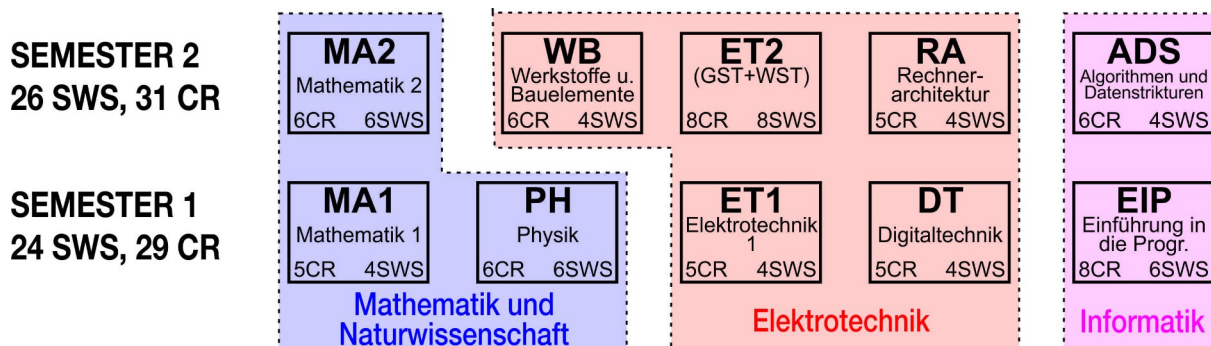 SEMESTER 2
26 SWS, 31 CR
MA2
Mathematik 2
6CR 6SWS
WB
Werkstoffe u.
Bauelemente
6CR 4SWS
ET2
(GST+WST)
8CR 8SWS
RA
Rechner-
architektur
5CR 4SWS
ADS
Algorithmen und
Datenstrikturen
6CR 4SWS
SEMESTER 1
24 SWS, 29 CR
MA1
Mathematik 1
5CR 4SWS
PH
Physik
6CR 6SWS
ET1
Elektrotechnik
1
5CR 4SWS
DT
Digitaltechnik
5CR 4SWS
EIP
Einführung in
die Progr.
8CR 6SWS
Mathematik und
Naturwissenschaft
Elektrotechnik
Informatik